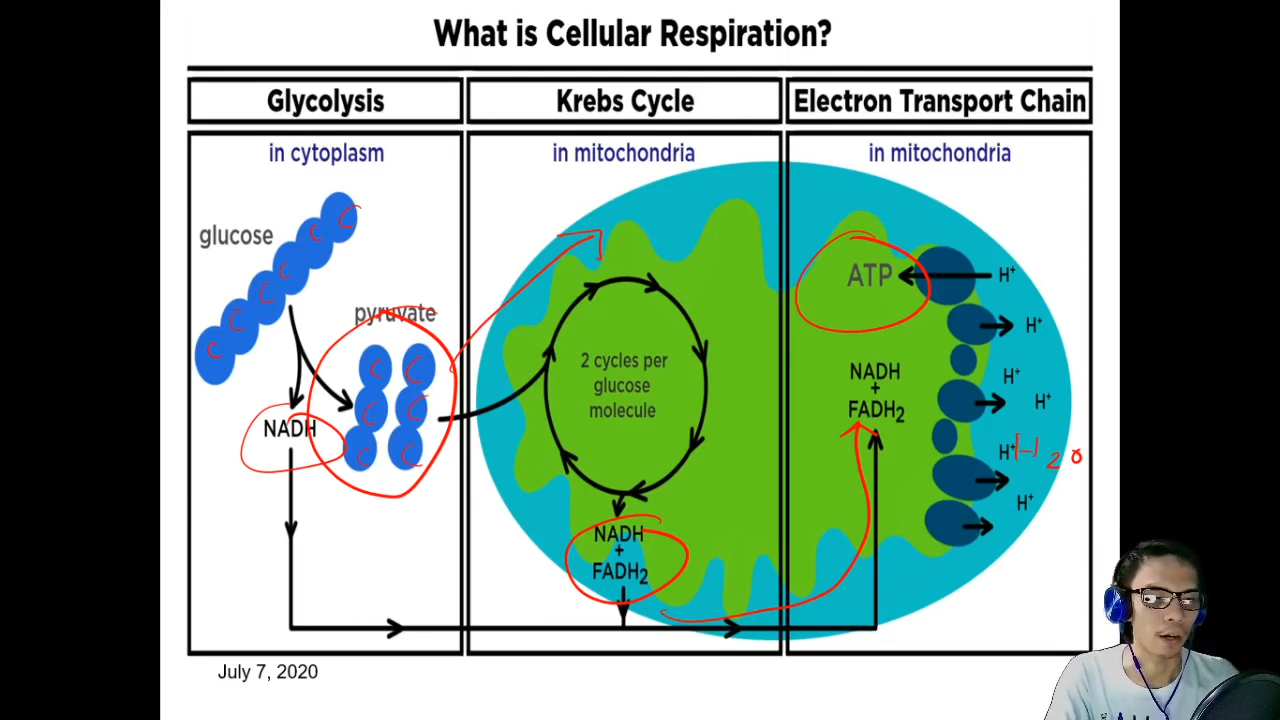 What is Cellular Respiration?
Glycolysis
Krebs Cycle
Electron Transport Chain
in cytoplasm
in mitochondria
in mitochondria
glucose
C
C
C
C
C
C
pyruvate
C
C
C
C
C
C
NADH
2 cycles per
glucose
molecule
NADH
+
FADH2
ATP
NADH
+
FADH2
H+
H+
H+
H+
H+
H+
H2O
July 7, 2020